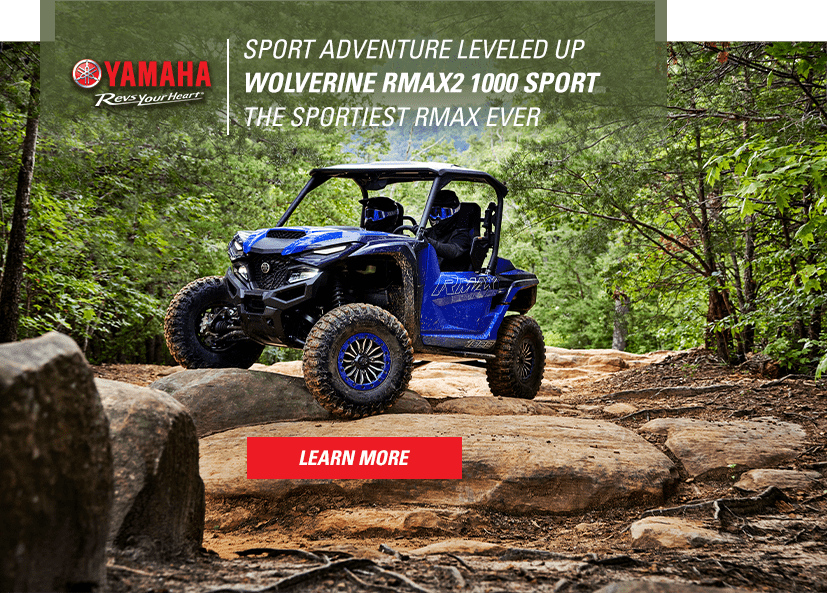 YAMAHA
Revs Your Heart
SPORT ADVENTURE LEVELED UP
WOLVERINE RMAX2 1000 SPORT
THE SPORTIEST RMAX EVER
RMAX
LEARN MORE